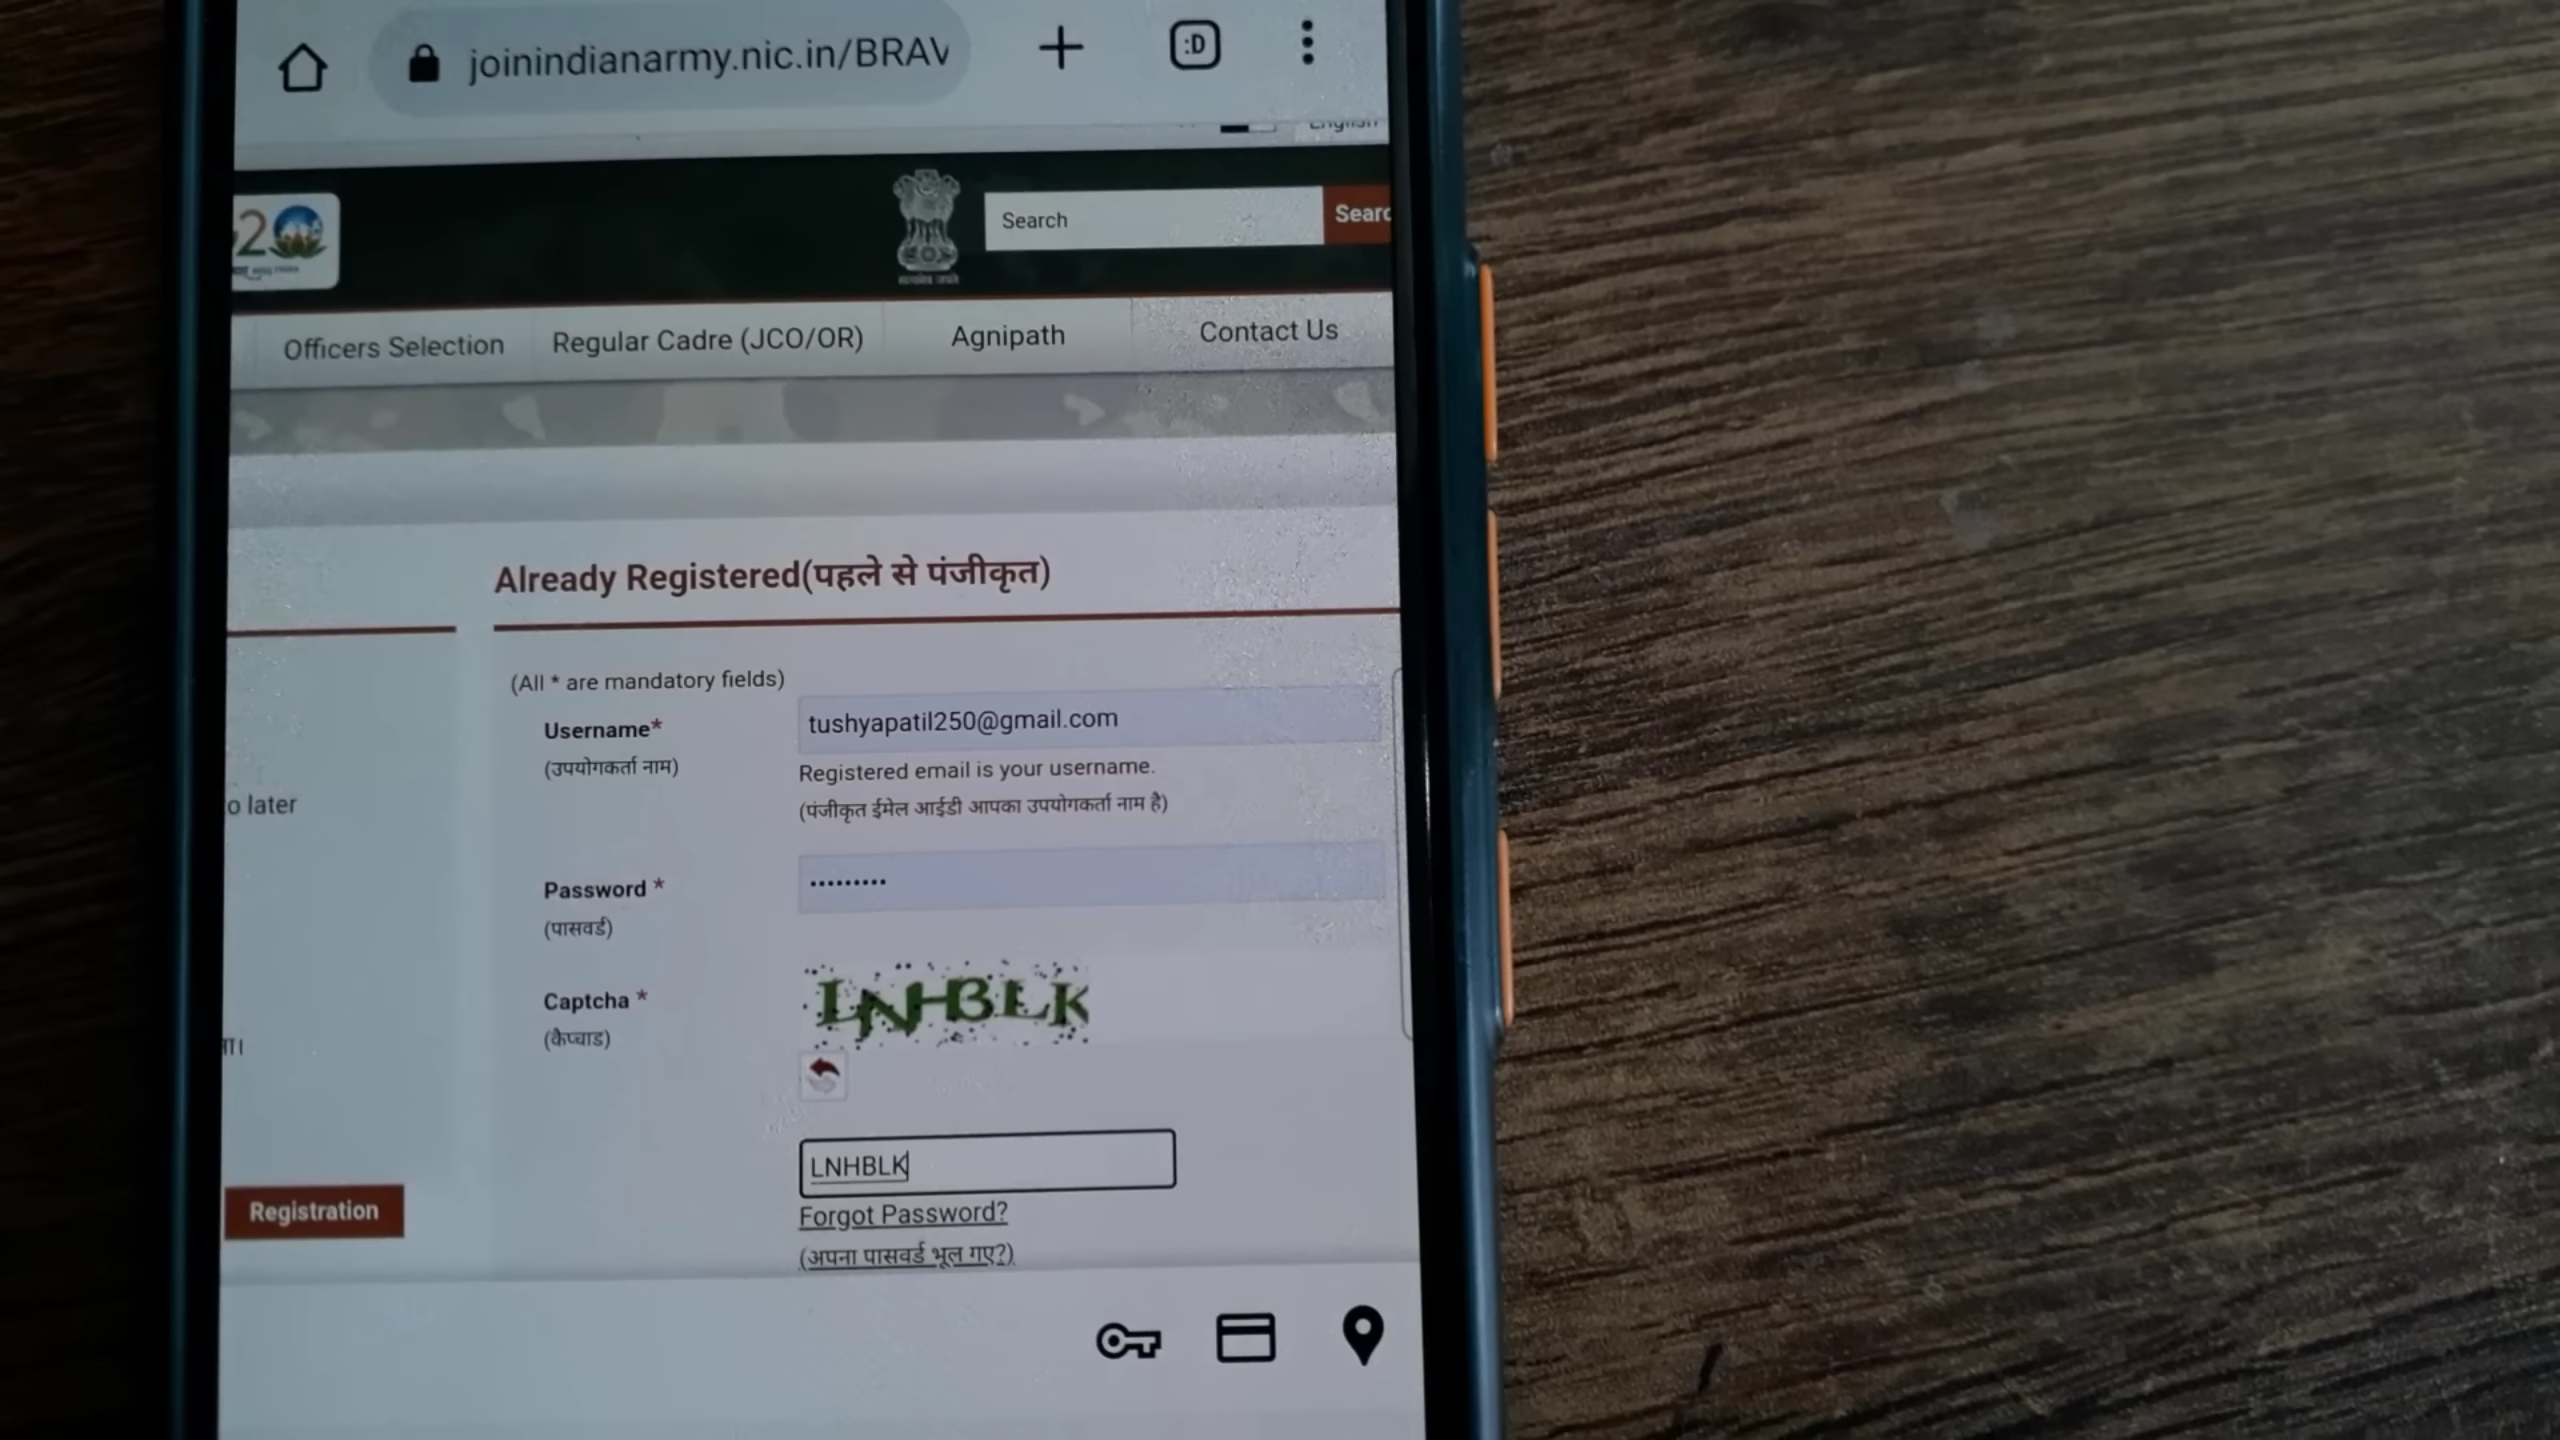 joinindianarmy.nic.in/BRAV
:D
English
20
Search
Searc
Officers Selection
Regular Cadre (JCO/OR)
Agnipath
Contact Us
Already Registered(पहले से पंजीकृत)
(All * are mandatory fields)
Username*
tushyapatil250@gmail.com
(उपयोगकर्ता नाम)
Registered email is your username.
(पंजीकृत ईमेल आईडी आपका उपयोगकर्ता नाम है)
o later
Password *
(पासवर्ड)
Captcha *
LNHBLK
(कैप्चाड)
ता।
LNHBLK
Registration
Forgot Password?
(अपना पासवर्ड भूल गए?)